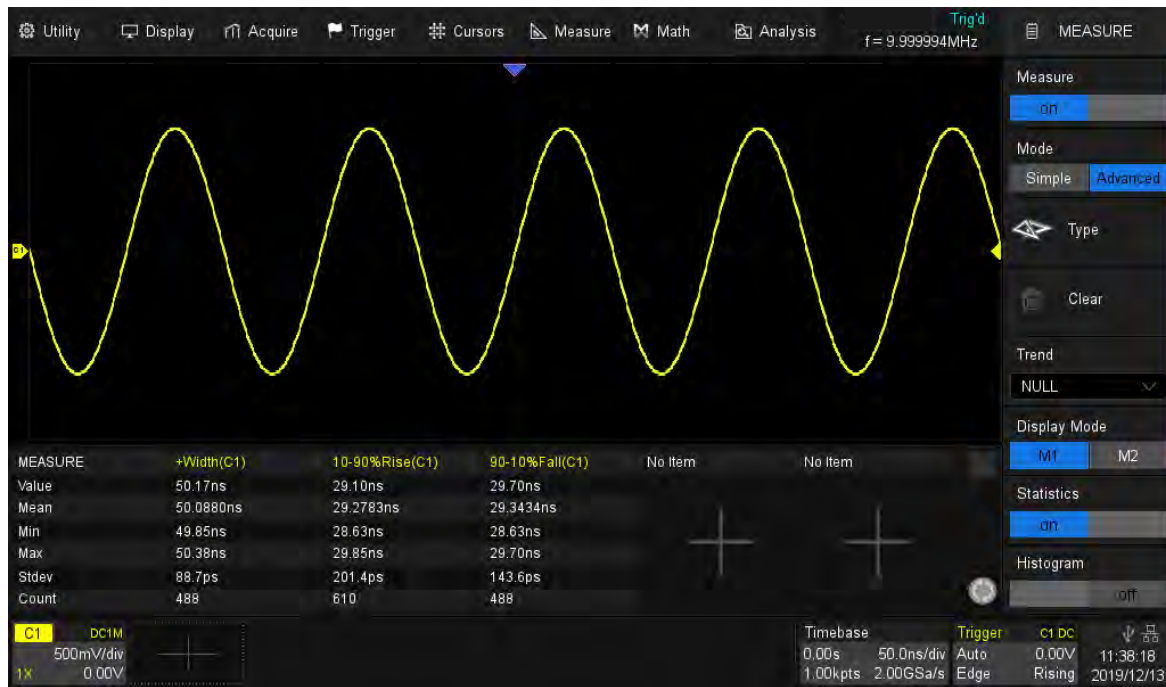 Utility Display Acquire Trigger Cursors Measure Math Analysis
Trig'd
f = 9.999994MHz
MEASURE
Measure
on
Mode
Simple Advanced
Type
Clear
Trend
NULL
Display Mode
M1 M2
Statistics
on
Histogram
off
C1
MEASURE +Width(C1) 10-90%Rise(C1) 90-10%Fall(C1) No Item No Item
Value 50.17ns 29.10ns 29.70ns
Mean 50.0880ns 29.2783ns 29.3434ns
Min 49.85ns 28.63ns 28.63ns
Max 50.38ns 29.85ns 29.70ns
Stdev 88.7ps 201.4ps 143.6ps
Count 488 610 488
C1 DC1M
500mV/div
1X 0.00V
Timebase
0.00s 50.0ns/div
1.00kpts 2.00GSa/s
Trigger C1 DC
Auto 0.00V
Edge Rising
11:38:18
2019/12/13